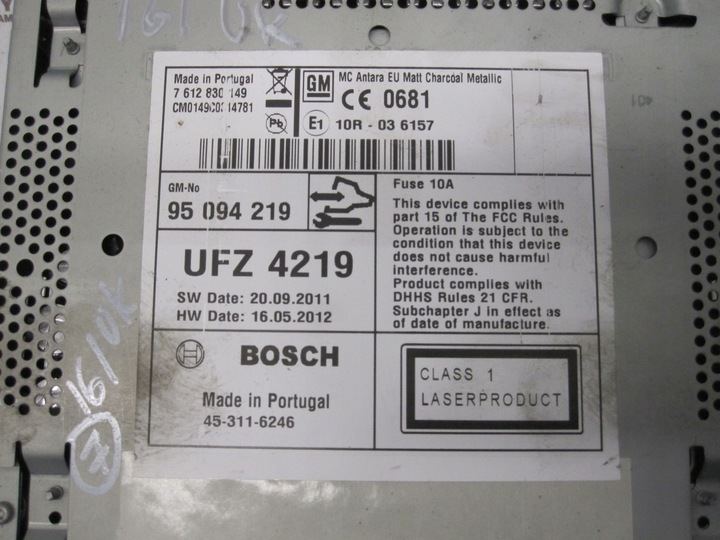 161 OK
Made in Portugal
7 612 830 149
CM0149C0314781
Pb
GM
MC Antara EU Matt Charcoal Metallic
CE 0681
E1 10R - 03 6157
GM-No
95 094 219
Fuse 10A
This device complies with
part 15 of The FCC Rules.
Operation is subject to the
condition that this device
does not cause harmful
interference.
Product complies with
DHHS Rules 21 CFR.
Subchapter J in effect as
of date of manufacture.
UFZ 4219
SW Date: 20.09.2011
HW Date: 16.05.2012
BOSCH
Made in Portugal
45-311-6246
CLASS 1
LASERPRODUCT